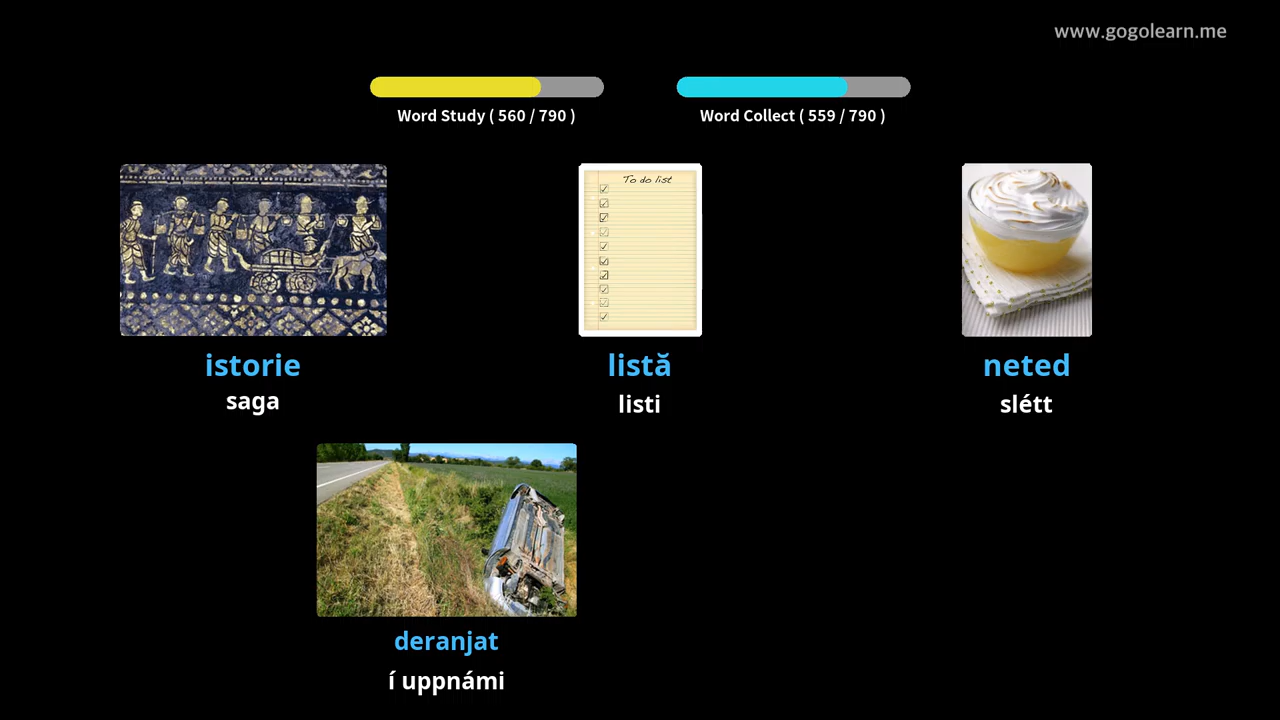 www.gogolearn.me
Word Study ( 560 / 790 )
Word Collect ( 559 / 790 )
To do list
istorie
saga
listă
listi
neted
slétt
deranjat
í uppnámi